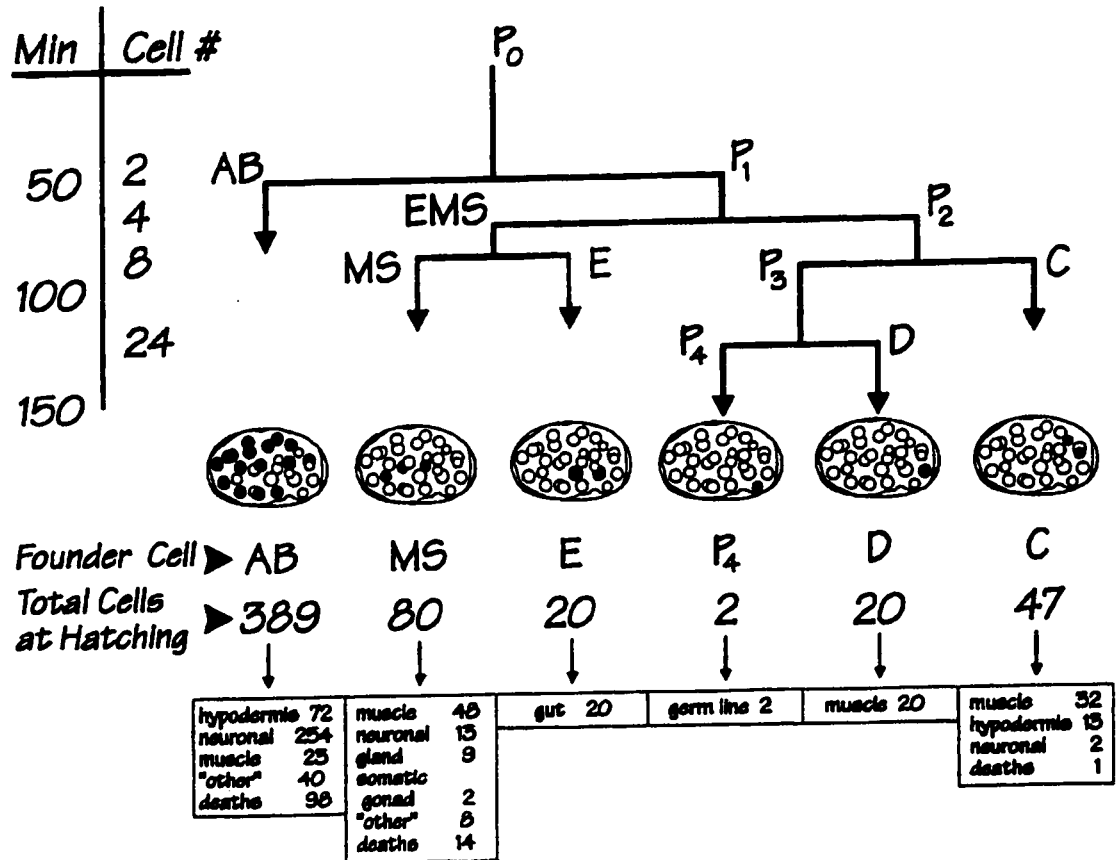 Min Cell #
P0
50 2 AB P1
4 EMS P2
8 MS E P3 C
100
24 P4 D
150
Founder Cell AB MS E P4 D C
Total Cells
at Hatching 389 80 20 2 20 47
hypodermis 72
neuronal 254
muscle 23
"other" 40
deaths 98
muscle 48
neuronal 13
gland 9
somatic
gonad 2
"other" 8
deaths 14
gut 20
germ line 2
muscle 20
muscle 32
hypodermis 13
neuronal 2
deaths 1